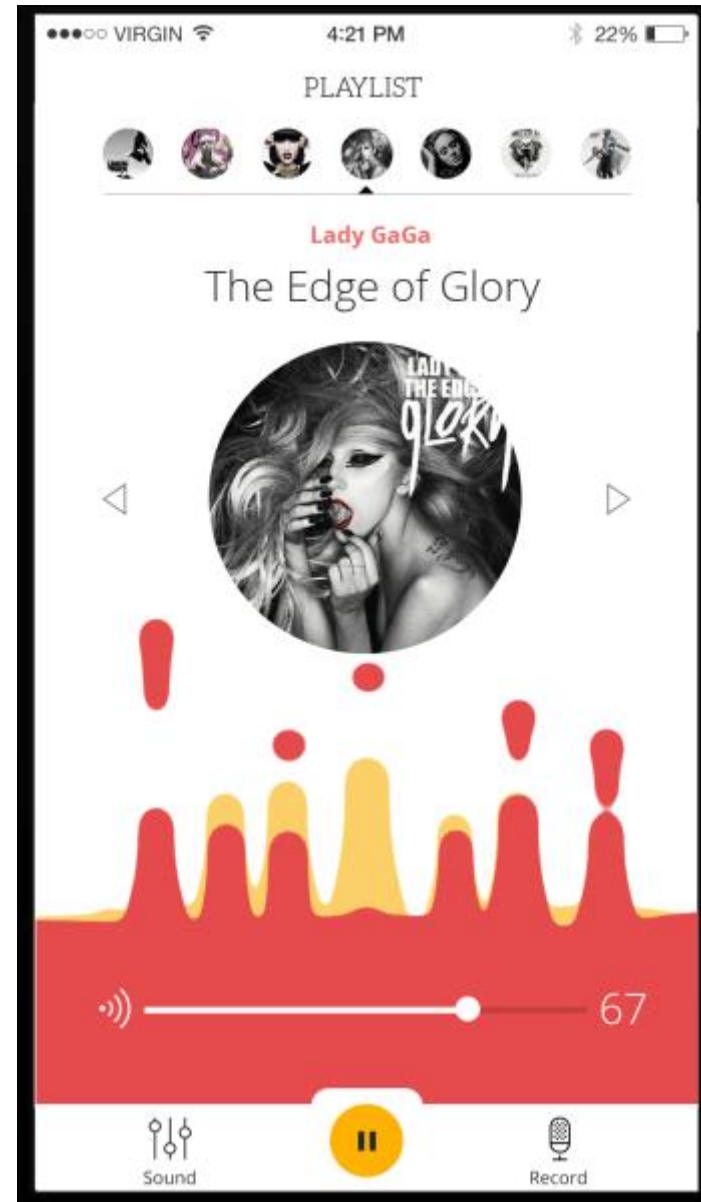 VIRGIN 4:21 PM 22%
PLAYLIST
Lady GaGa
The Edge of Glory
LADY
THE EDGE
GLORY
67
Sound
Record